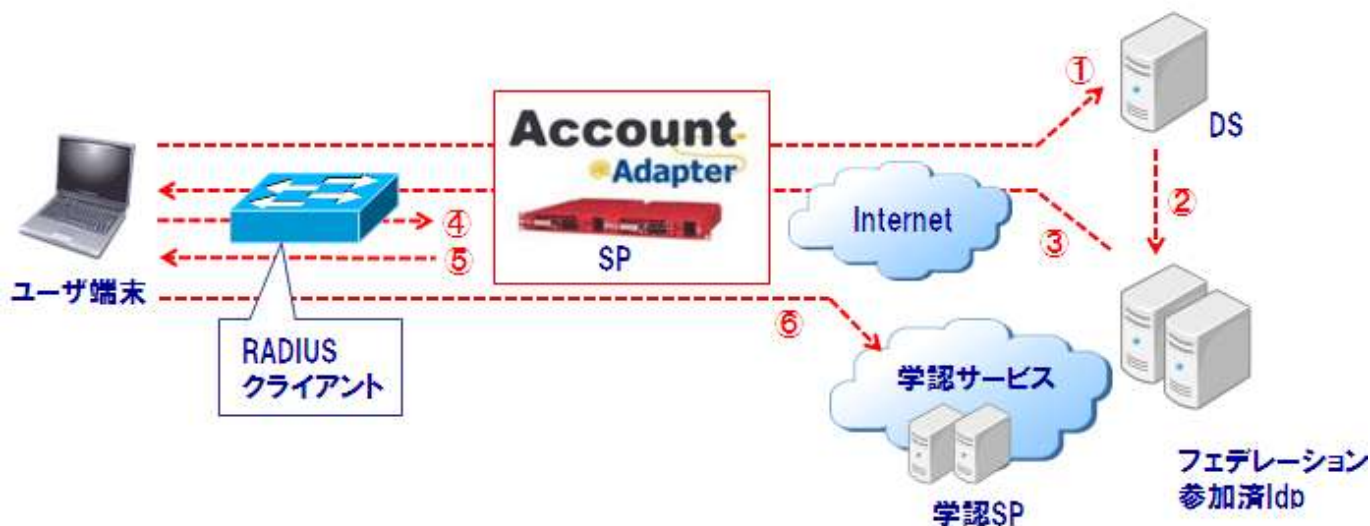 ①
DS
Account
Adapter
②
Internet
④
③
SP
⑤
ユーザ端末
⑥
RADIUS
クライアント
学認サービス
フェデレーション
参加済Idp
学認SP